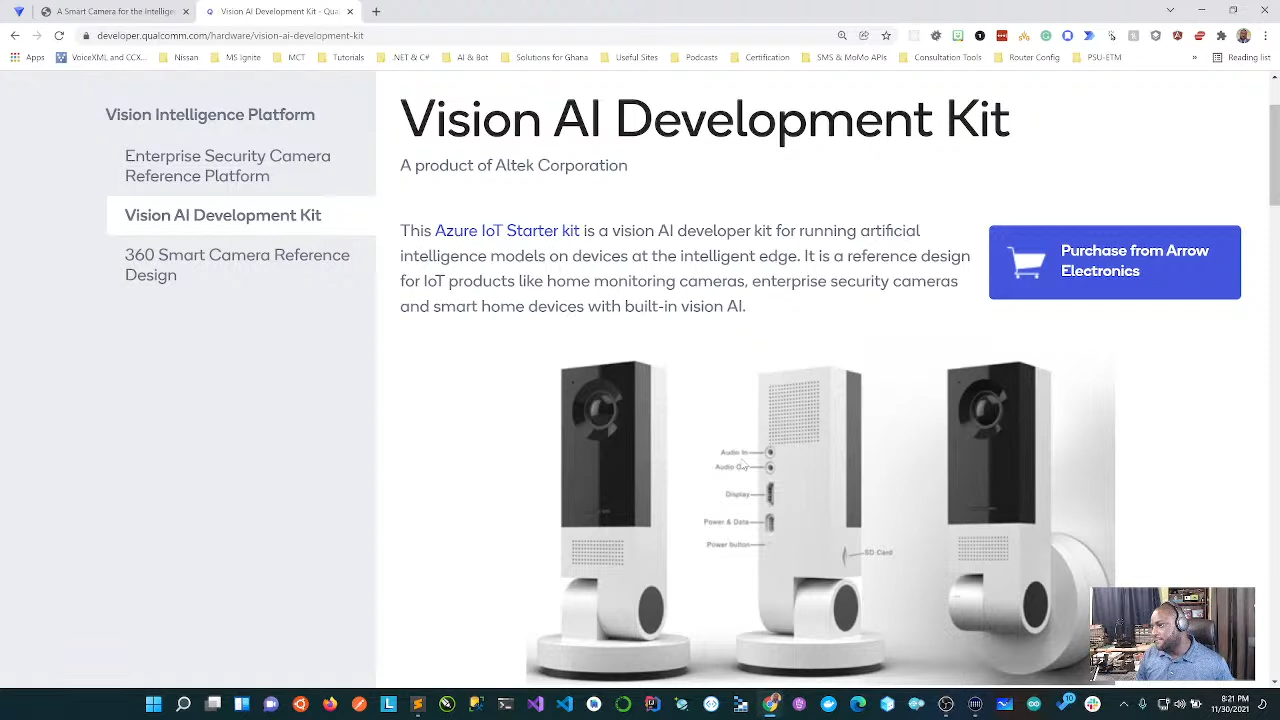 A Smart Camera for the Intellige
Vision AI Development Kit - Qua
developer.qualcomm.com/hardware/vision-ai-development-kit
Apps
VoiceXML and CCX...
Nissan
MS Ignite
MCT
Tutorials
.NET& C#
AI & Bot
Solutions for Ghana
Useful Sites
Podcasts
Certification
SMS & MoMo APIs
Consultation Tools
Router Config
PSU-ETM
»
Reading list
Vision Intelligence Platform
Enterprise Security Camera
Reference Platform
Vision AI Development Kit
360 Smart Camera Reference
Design
Vision AI Development Kit
A product of Altek Corporation
This Azure IoT Starter kit is a vision AI developer kit for running artificial
intelligence models on devices at the intelligent edge. It is a reference design
for IoT products like home monitoring cameras, enterprise security cameras
and smart home devices with built-in vision AI.
Purchase from Arrow
Electronics
Audio In
Audio
Display
Power & Data
Power button
SD Card
10
9:21 PM